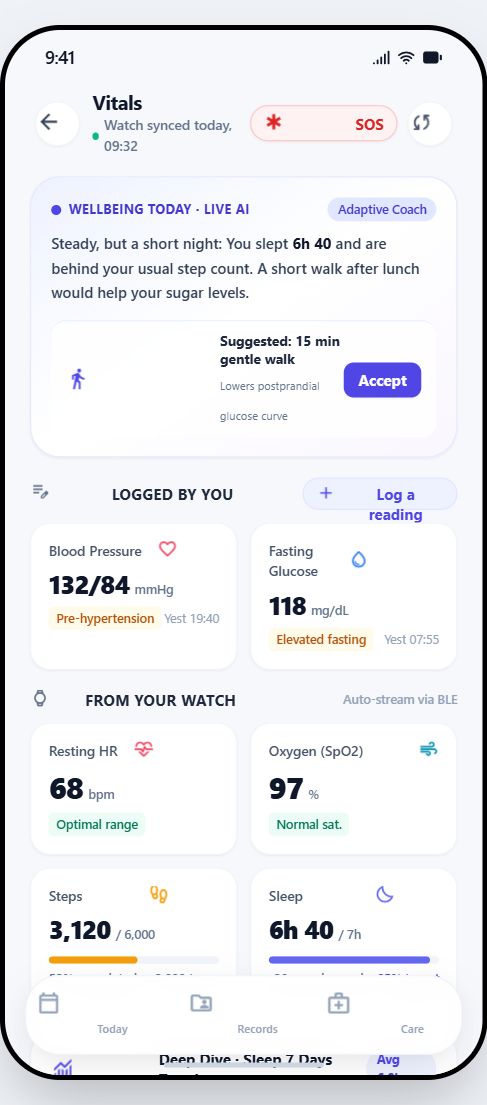 9:41
Vitals
Watch synced today,
09:32
SOS
WELLBEING TODAY · LIVE AI
Adaptive Coach
Steady, but a short night: You slept 6h 40 and are
behind your usual step count. A short walk after lunch
would help your sugar levels.
Suggested: 15 min
gentle walk
Lowers postprandial
glucose curve
Accept
LOGGED BY YOU
Log a
reading
Blood Pressure
132/84 mmHg
Pre-hypertension Yest 19:40
Fasting
Glucose
118 mg/dL
Elevated fasting Yest 07:55
FROM YOUR WATCH
Auto-stream via BLE
Resting HR
68 bpm
Optimal range
Oxygen (SpO2)
97 %
Normal sat.
Steps
3,120 / 6,000
Sleep
6h 40 / 7h
Today
Records
Care
Deep Dive · Sleep 7 Days
Avg